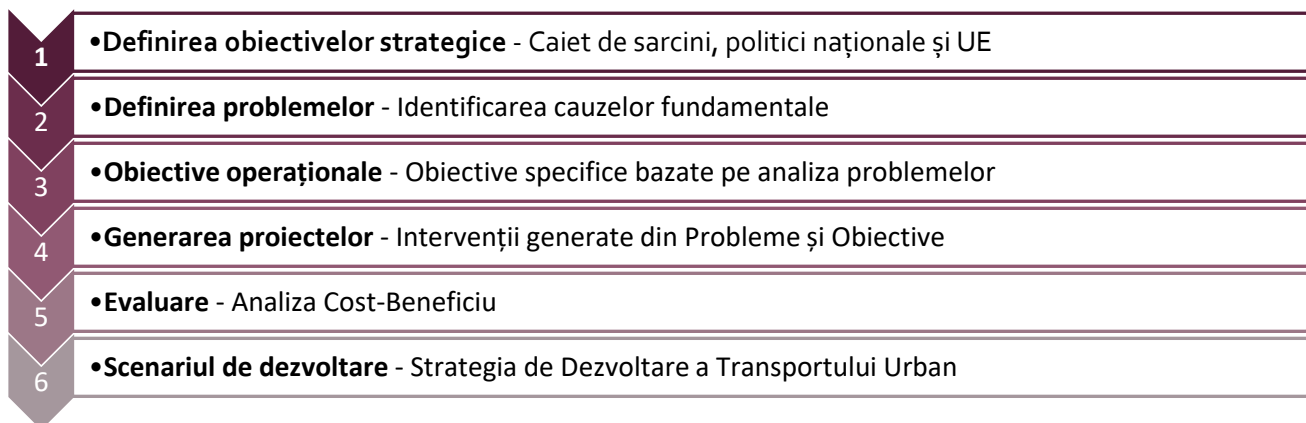 1 •Definirea obiectivelor strategice - Caiet de sarcini, politici naționale și UE
2 •Definirea problemelor - Identificarea cauzelor fundamentale
3 •Obiective operaționale - Obiective specifice bazate pe analiza problemelor
4 •Generarea proiectelor - Intervenții generate din Probleme și Obiective
5 •Evaluare - Analiza Cost-Beneficiu
6 •Scenariul de dezvoltare - Strategia de Dezvoltare a Transportului Urban